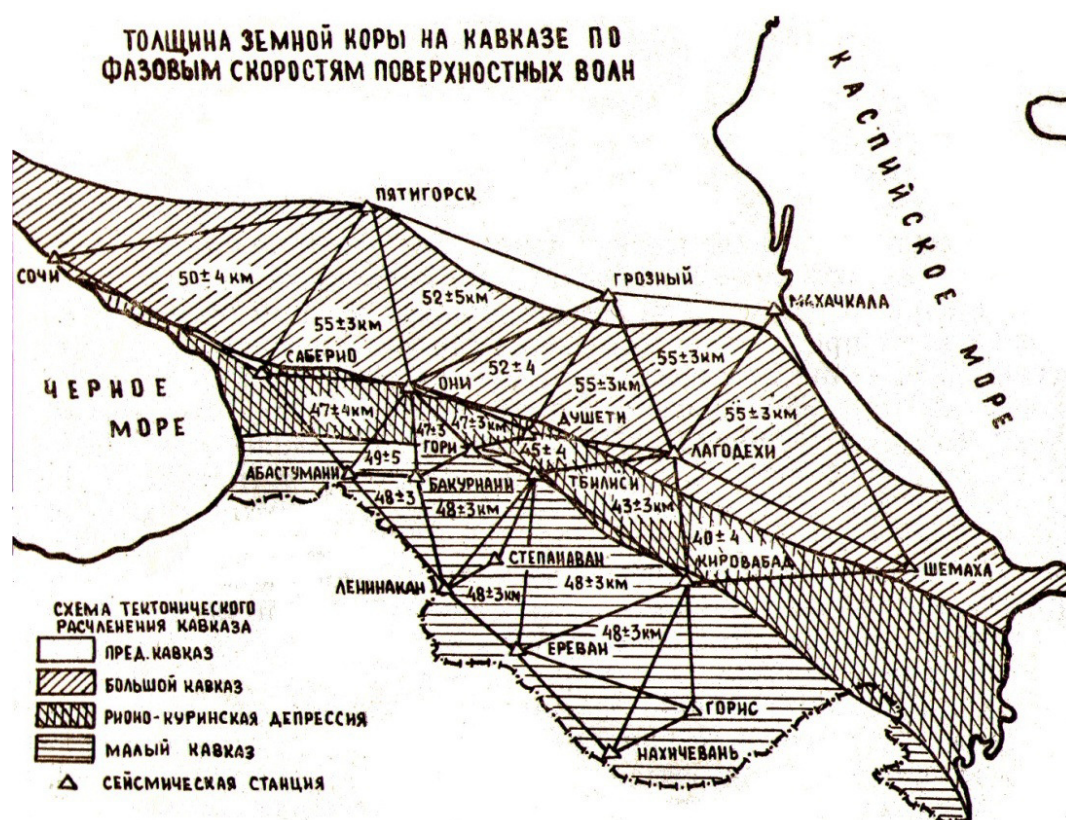 ТОЛЩИНА ЗЕМНОЙ КОРЫ НА КАВКАЗЕ ПО
ФАЗОВЫМ СКОРОСТЯМ ПОВЕРХНОСТНЫХ ВОЛН
КАСПИЙСКОЕ
МОРЕ
ПЯТИГОРСК
СОЧИ
50±4 КМ
52±5КМ
ГРОЗНЫЙ
МАХАЧКАЛА
55±3КМ
САБЕРИО
ОНИ
52±4
55±3КМ
55±3КМ
55±3КМ
ЧЕРНОЕ
МОРЕ
47±4КМ
47±3
47±3КМ
ГОРИ
ДУШЕТИ
45±4
ЛАГОДЕХИ
49±5
АБАСТУМАНИ
БАКУРИАНИ
ТБИЛИСИ
48±3
48±3КМ
43±3КМ
40±4
КИРОВАБАД
СТЕПАНАВАН
ШЕМАХА
ЛЕНИНАКАН
48±3КМ
48±3КМ
48±3КМ
ЕРЕВАН
ГОРИС
НАХИЧЕВАНЬ
СХЕМА ТЕКТОНИЧЕСКОГО
РАСЧЛЕНЕНИЯ КАВКАЗА
ПРЕД.КАВКАЗ
БОЛЬШОЙ КАВКАЗ
РИОНО-КУРИНСКАЯ ДЕПРЕССИЯ
МАЛЫЙ КАВКАЗ
СЕЙСМИЧЕСКАЯ СТАНЦИЯ